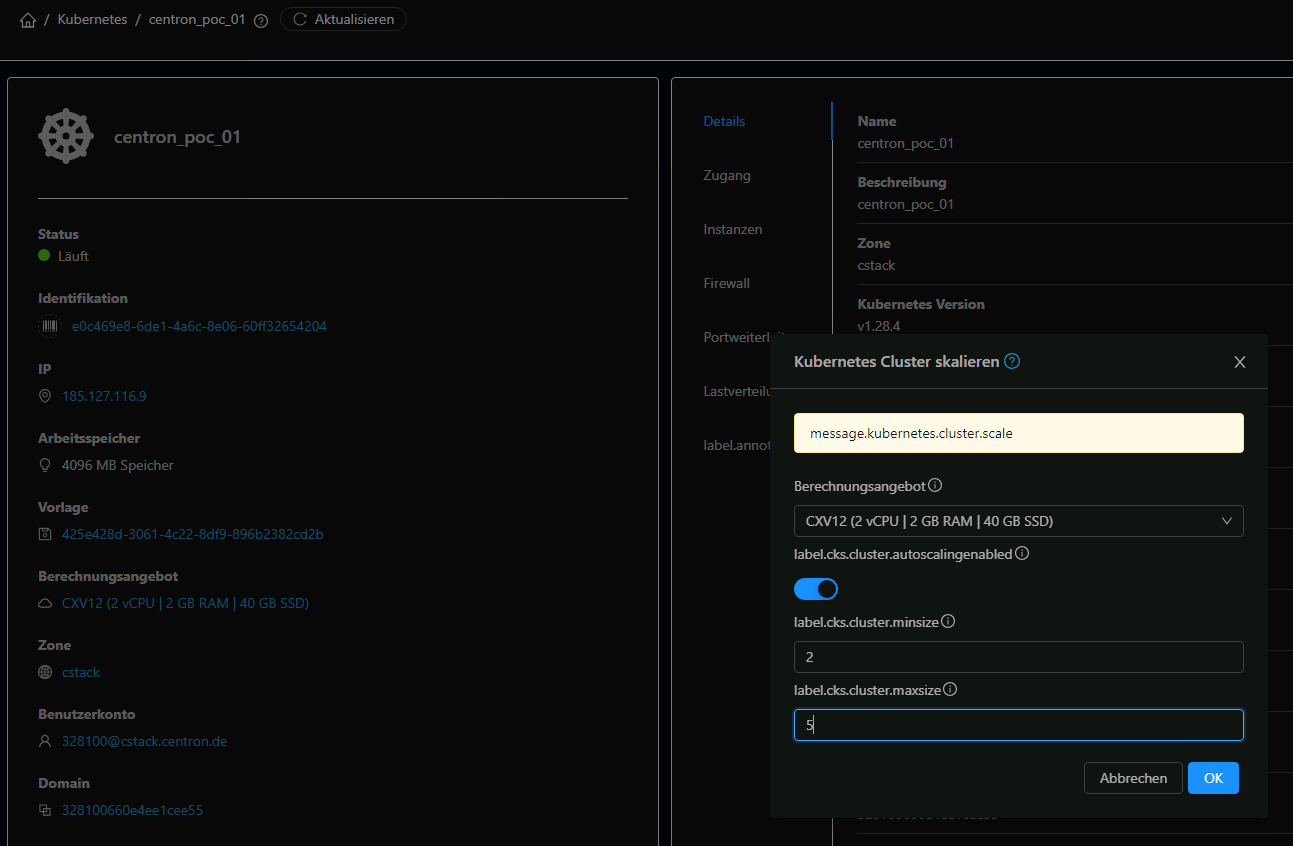 / Kubernetes / centron_poc_01 Aktualisieren
centron_poc_01
Status
Läuft
Identifikation
e0c469e8-6de1-4a6c-8e06-60ff32654204
IP
185.127.116.9
Arbeitsspeicher
4096 MB Speicher
Vorlage
425e428d-3061-4c22-8df9-896b2382cd2b
Berechnungsangebot
CXV12 (2 vCPU | 2 GB RAM | 40 GB SSD)
Zone
cstack
Benutzerkonto
328100@cstack.centron.de
Domain
328100660e4ee1cee55
Details
Zugang
Instanzen
Firewall
Portweiterleit
Lastverteilu
label.annot
Name
centron_poc_01
Beschreibung
centron_poc_01
Zone
cstack
Kubernetes Version
v1.28.4
Kubernetes Cluster skalieren
message.kubernetes.cluster.scale
Berechnungsangebot
CXV12 (2 vCPU | 2 GB RAM | 40 GB SSD)
label.cks.cluster.autoscalingenabled
label.cks.cluster.minsize
2
label.cks.cluster.maxsize
5
Abbrechen OK